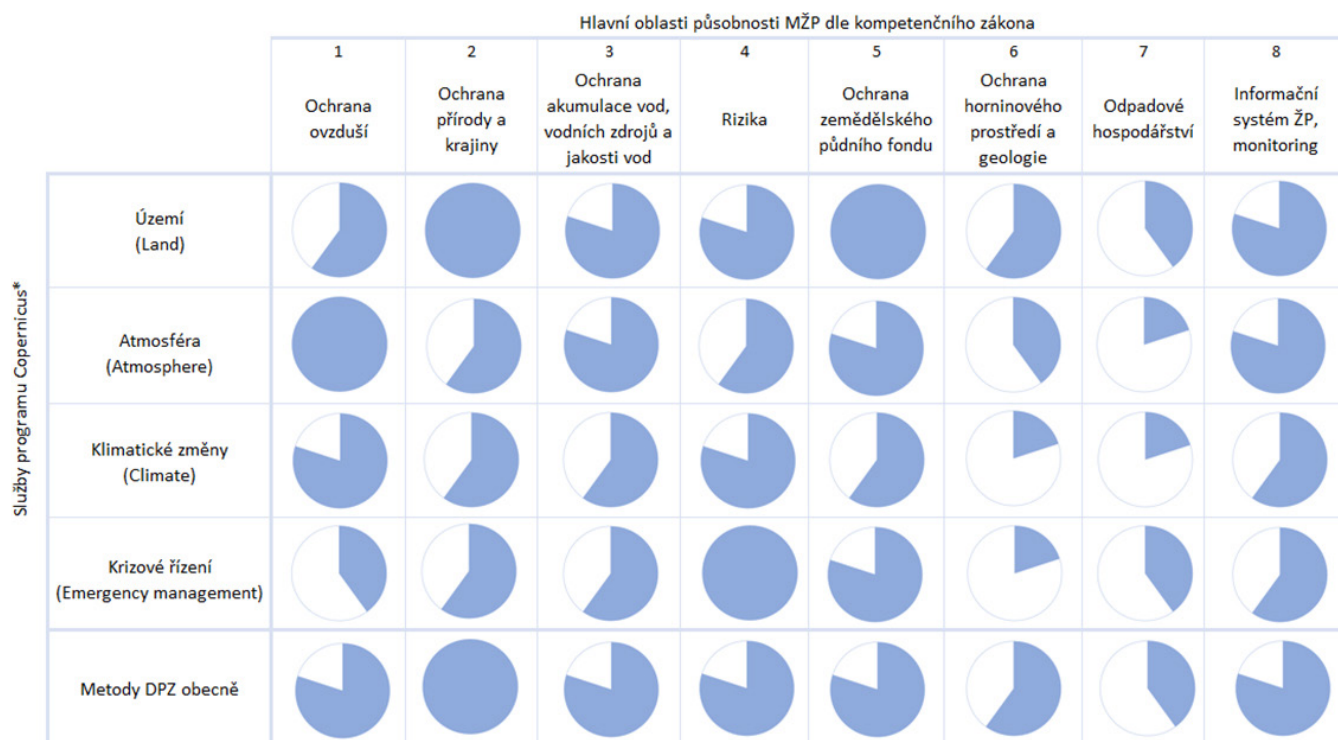 Hlavní oblasti působnosti MŽP dle kompetenčního zákona
1
2
3
4
5
6
7
8
Ochrana
ovzduší
Ochrana
přírody a
krajiny
Ochrana
akumulace vod,
vodních zdrojů a
jakosti vod
Rizika
Ochrana
zemědělského
půdního fondu
Ochrana
horninového
prostředí a
geologie
Odpadové
hospodářství
Informační
systém ŽP,
monitoring
Služby programu Copernicus*
Území
(Land)
Atmosféra
(Atmosphere)
Klimatické změny
(Climate)
Krizové řízení
(Emergency management)
Metody DPZ obecně